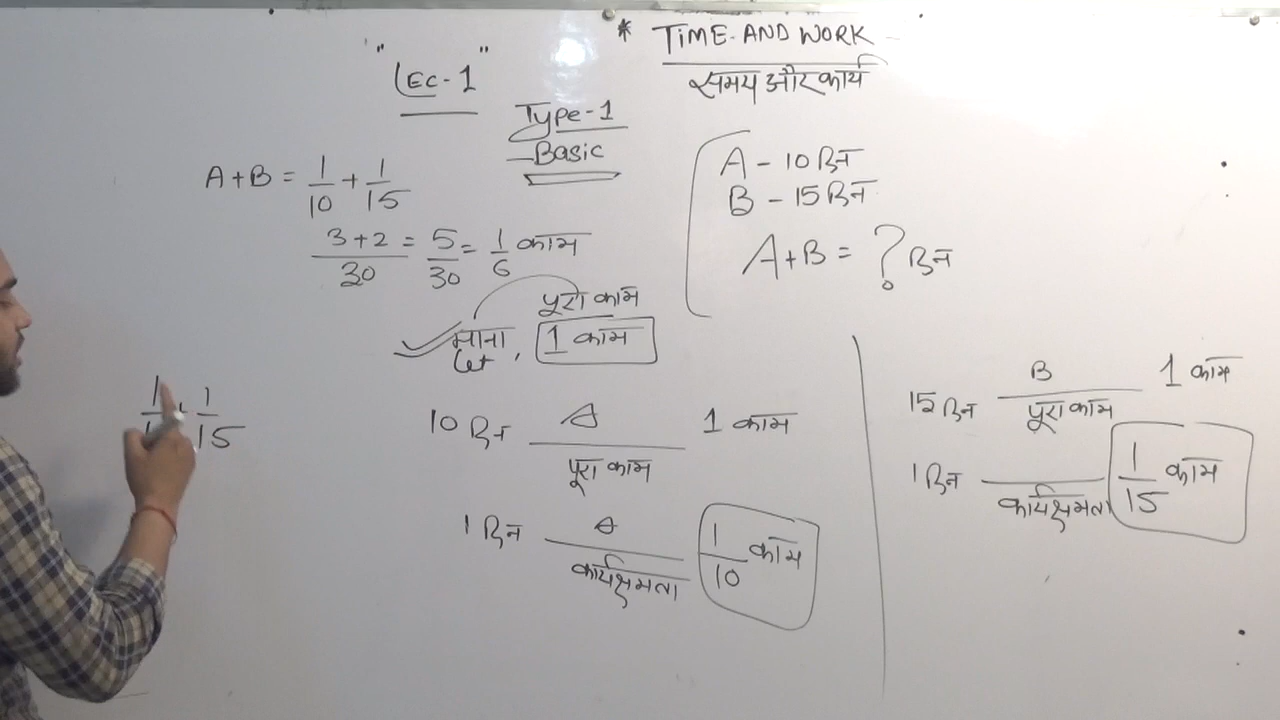 * TIME AND WORK
समय और कार्य
"LEC-1"
Type-1
Basic
A - 10 दिन
B - 15 दिन
A+B = ? दिन
A+B = 1/10 + 1/15
3+2/30 = 5/30 = 1/6 काम
पूरा काम
माना 1 काम
Let,
10 दिन A 1 काम
पूरा काम
1 दिन A 1/10 काम
कार्यक्षमता
15 दिन B 1 काम
पूरा काम
1 दिन 1/15 काम
कार्यक्षमता
1/15